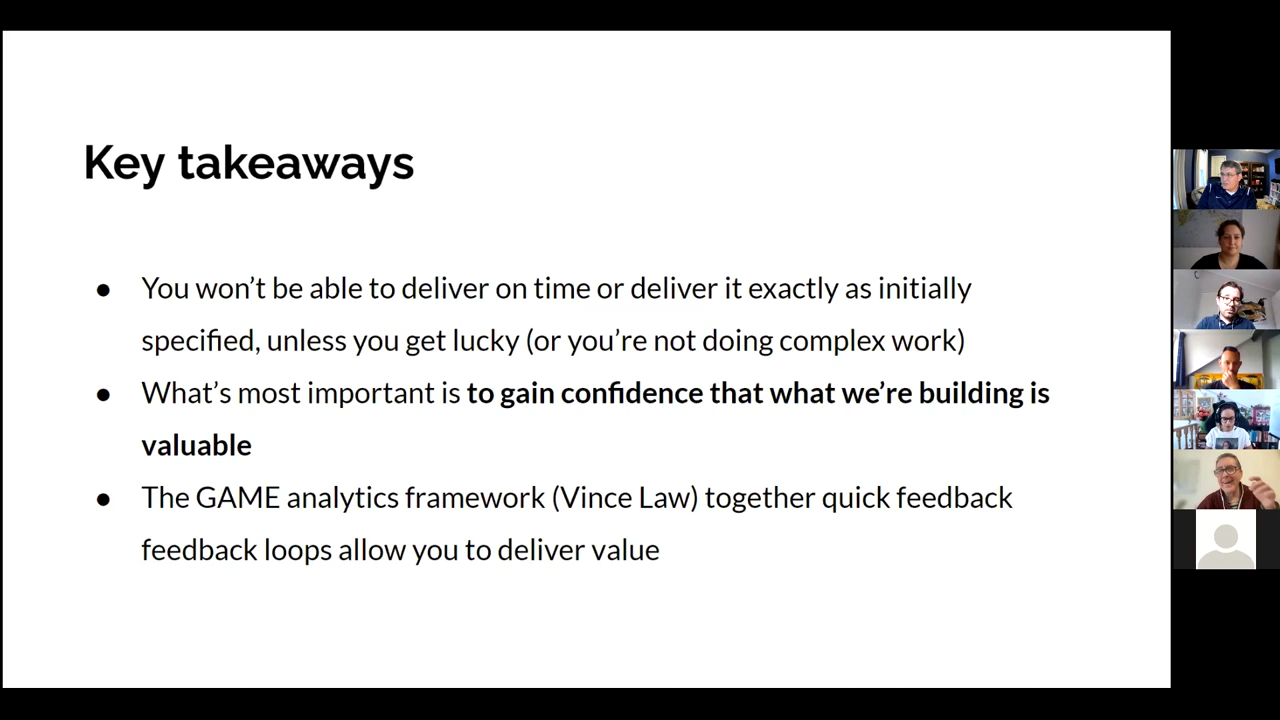 Key takeaways
● You won’t be able to deliver on time or deliver it exactly as initially
specified, unless you get lucky (or you’re not doing complex work)
● What’s most important is to gain confidence that what we’re building is
valuable
● The GAME analytics framework (Vince Law) together quick feedback
feedback loops allow you to deliver value